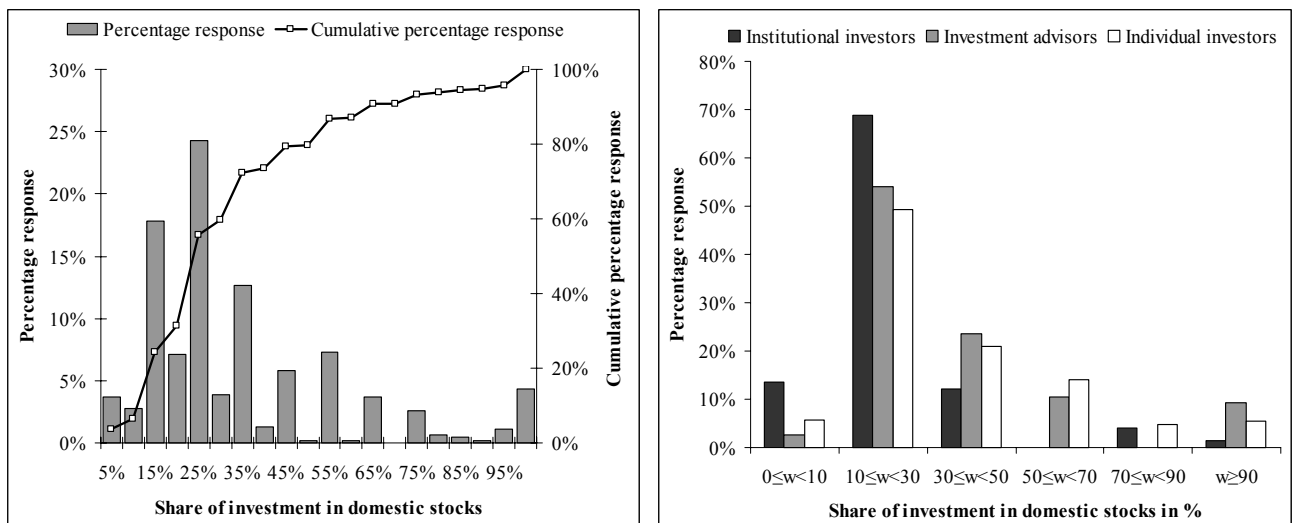 Percentage response Cumulative percentage response
30%
25%
20%
15%
10%
5%
0%
100%
80%
60%
40%
20%
0%
Percentage response
Cumulative percentage response
5% 15% 25% 35% 45% 55% 65% 75% 85% 95%
Share of investment in domestic stocks
Institutional investors Investment advisors Individual investors
80%
70%
60%
50%
40%
30%
20%
10%
0%
Percentage response
0≤w<10 10≤w<30 30≤w<50 50≤w<70 70≤w<90 w≥90
Share of investment in domestic stocks in %